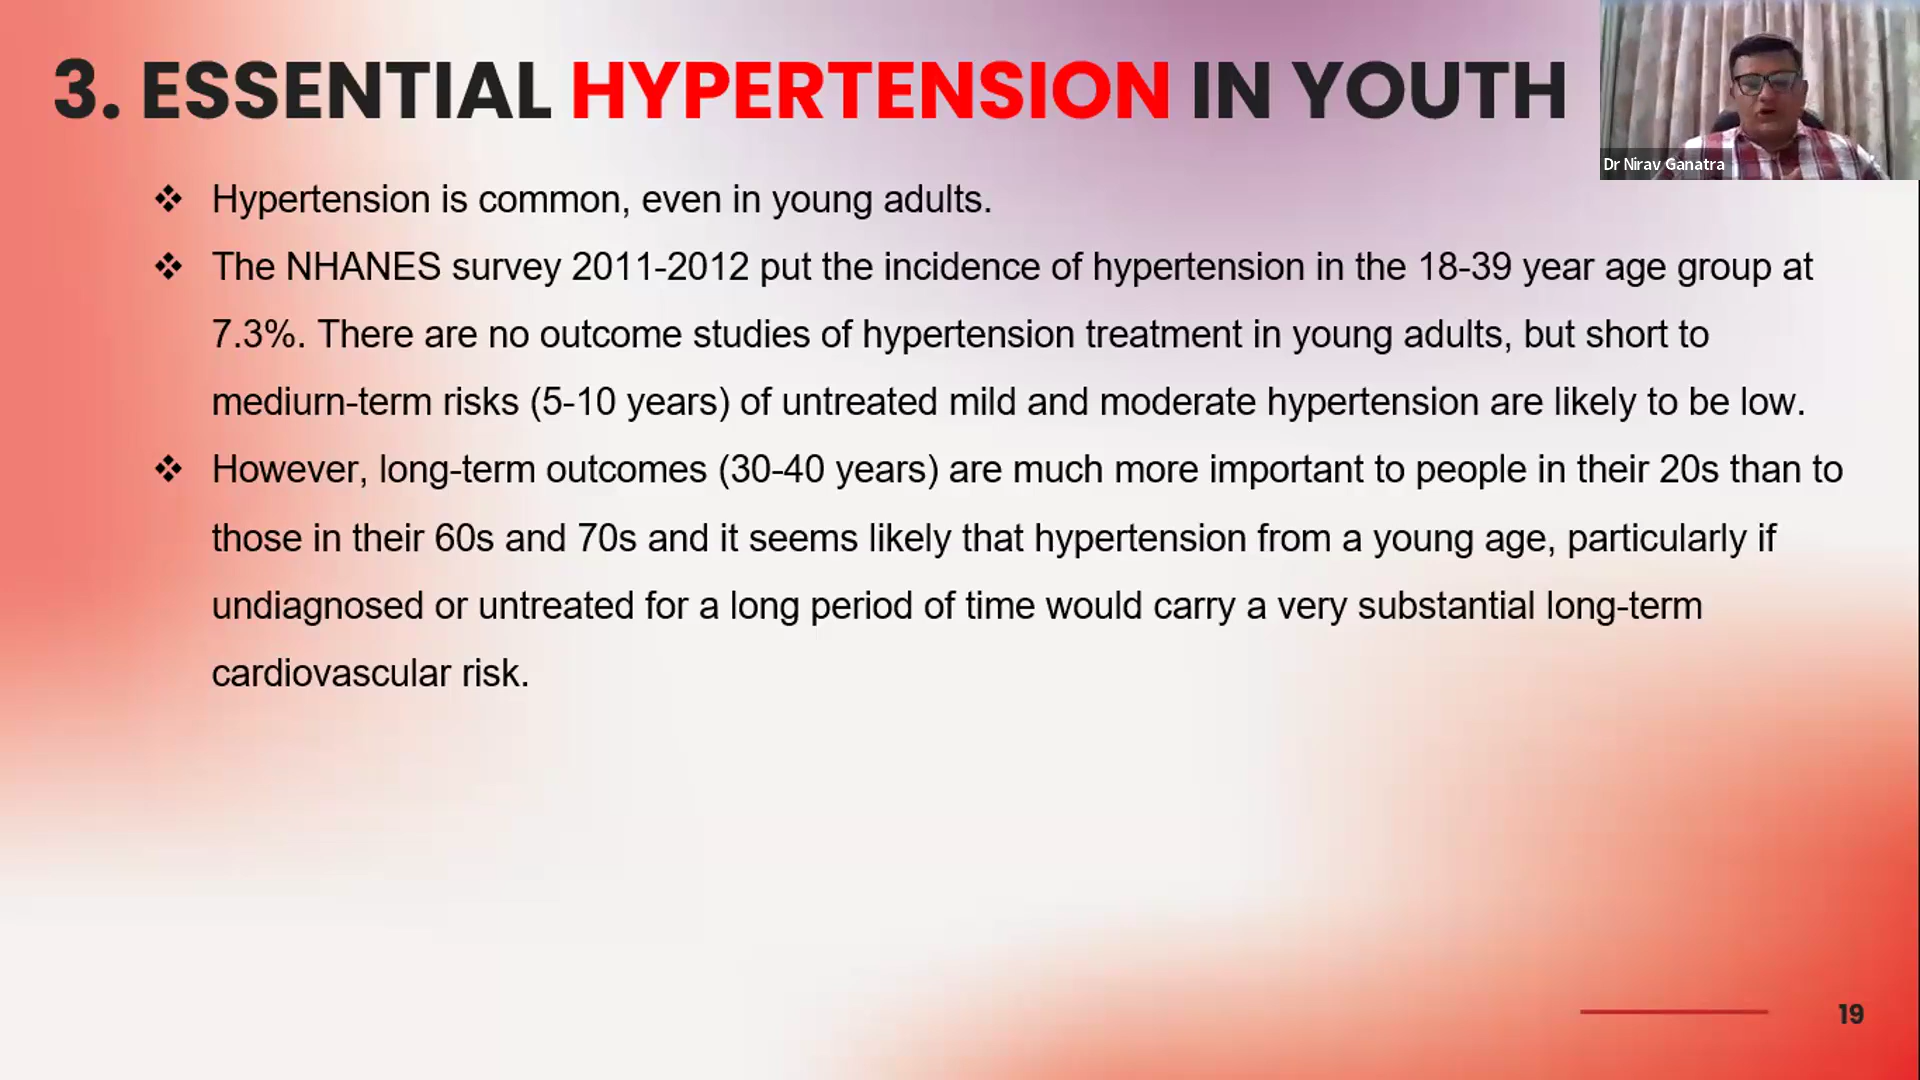 3. ESSENTIAL HYPERTENSION IN YOUTH
Dr Nirav Ganatra
❖ Hypertension is common, even in young adults.
❖ The NHANES survey 2011-2012 put the incidence of hypertension in the 18-39 year age group at
7.3%. There are no outcome studies of hypertension treatment in young adults, but short to
mediurn-term risks (5-10 years) of untreated mild and moderate hypertension are likely to be low.
❖ However, long-term outcomes (30-40 years) are much more important to people in their 20s than to
those in their 60s and 70s and it seems likely that hypertension from a young age, particularly if
undiagnosed or untreated for a long period of time would carry a very substantial long-term
cardiovascular risk.
19